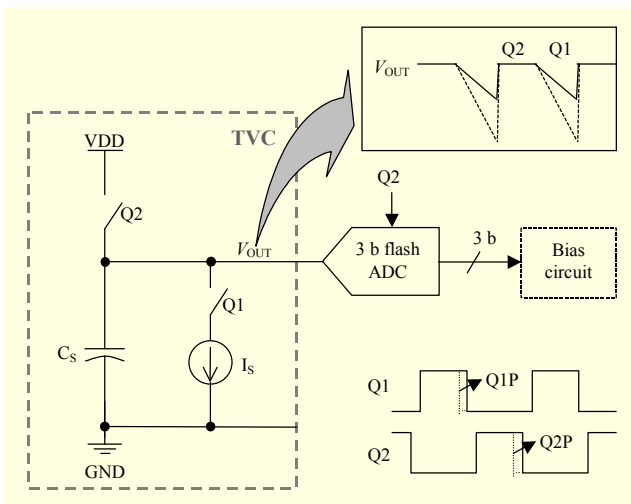 Q2 Q1
VOUT
TVC
VDD
Q2
Q2
VOUT
3 b flash
ADC
3 b
Bias
circuit
Q1
CS
IS
GND
Q1
Q1P
Q2
Q2P